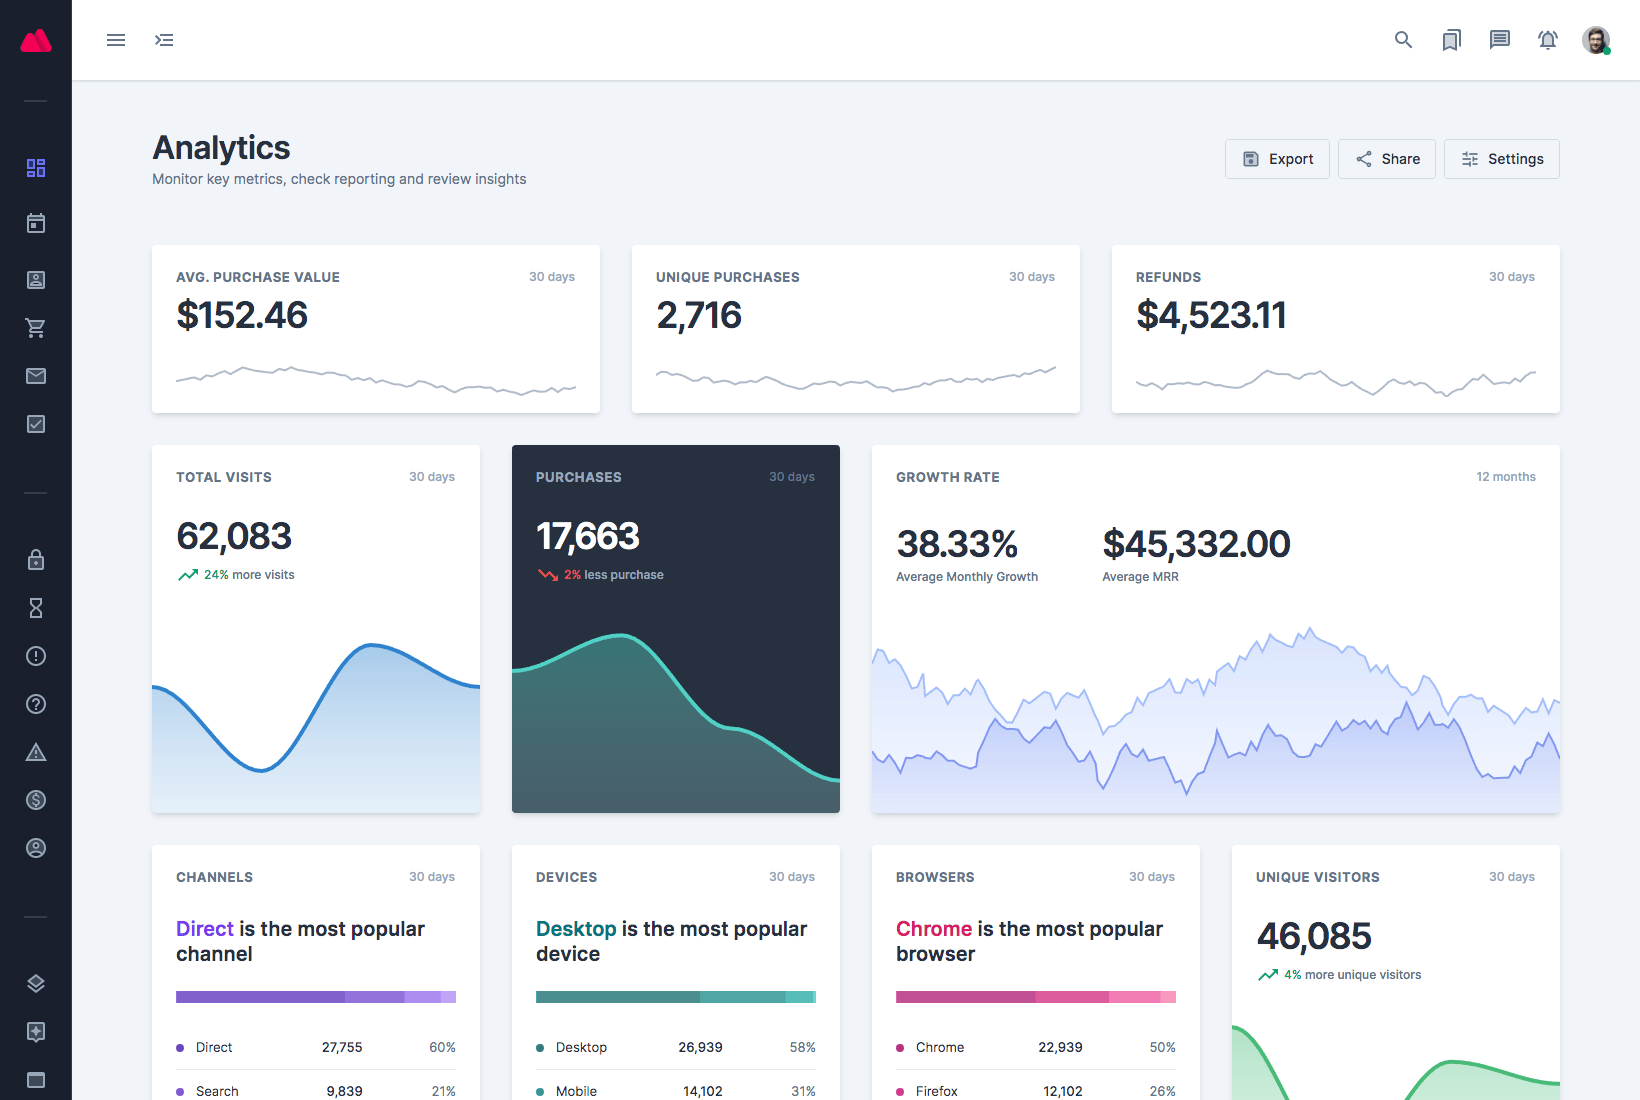 Analytics
Monitor key metrics, check reporting and review insights
Export
Share
Settings
AVG. PURCHASE VALUE
30 days
$152.46
UNIQUE PURCHASES
30 days
2,716
REFUNDS
30 days
$4,523.11
TOTAL VISITS
30 days
62,083
24% more visits
PURCHASES
30 days
17,663
2% less purchase
GROWTH RATE
12 months
38.33%
Average Monthly Growth
$45,332.00
Average MRR
CHANNELS
30 days
Direct is the most popular
channel
Direct 27,755 60%
Search 9,839 21%
DEVICES
30 days
Desktop is the most popular
device
Desktop 26,939 58%
Mobile 14,102 31%
BROWSERS
30 days
Chrome is the most popular
browser
Chrome 22,939 50%
Firefox 12,102 26%
UNIQUE VISITORS
30 days
46,085
4% more unique visitors